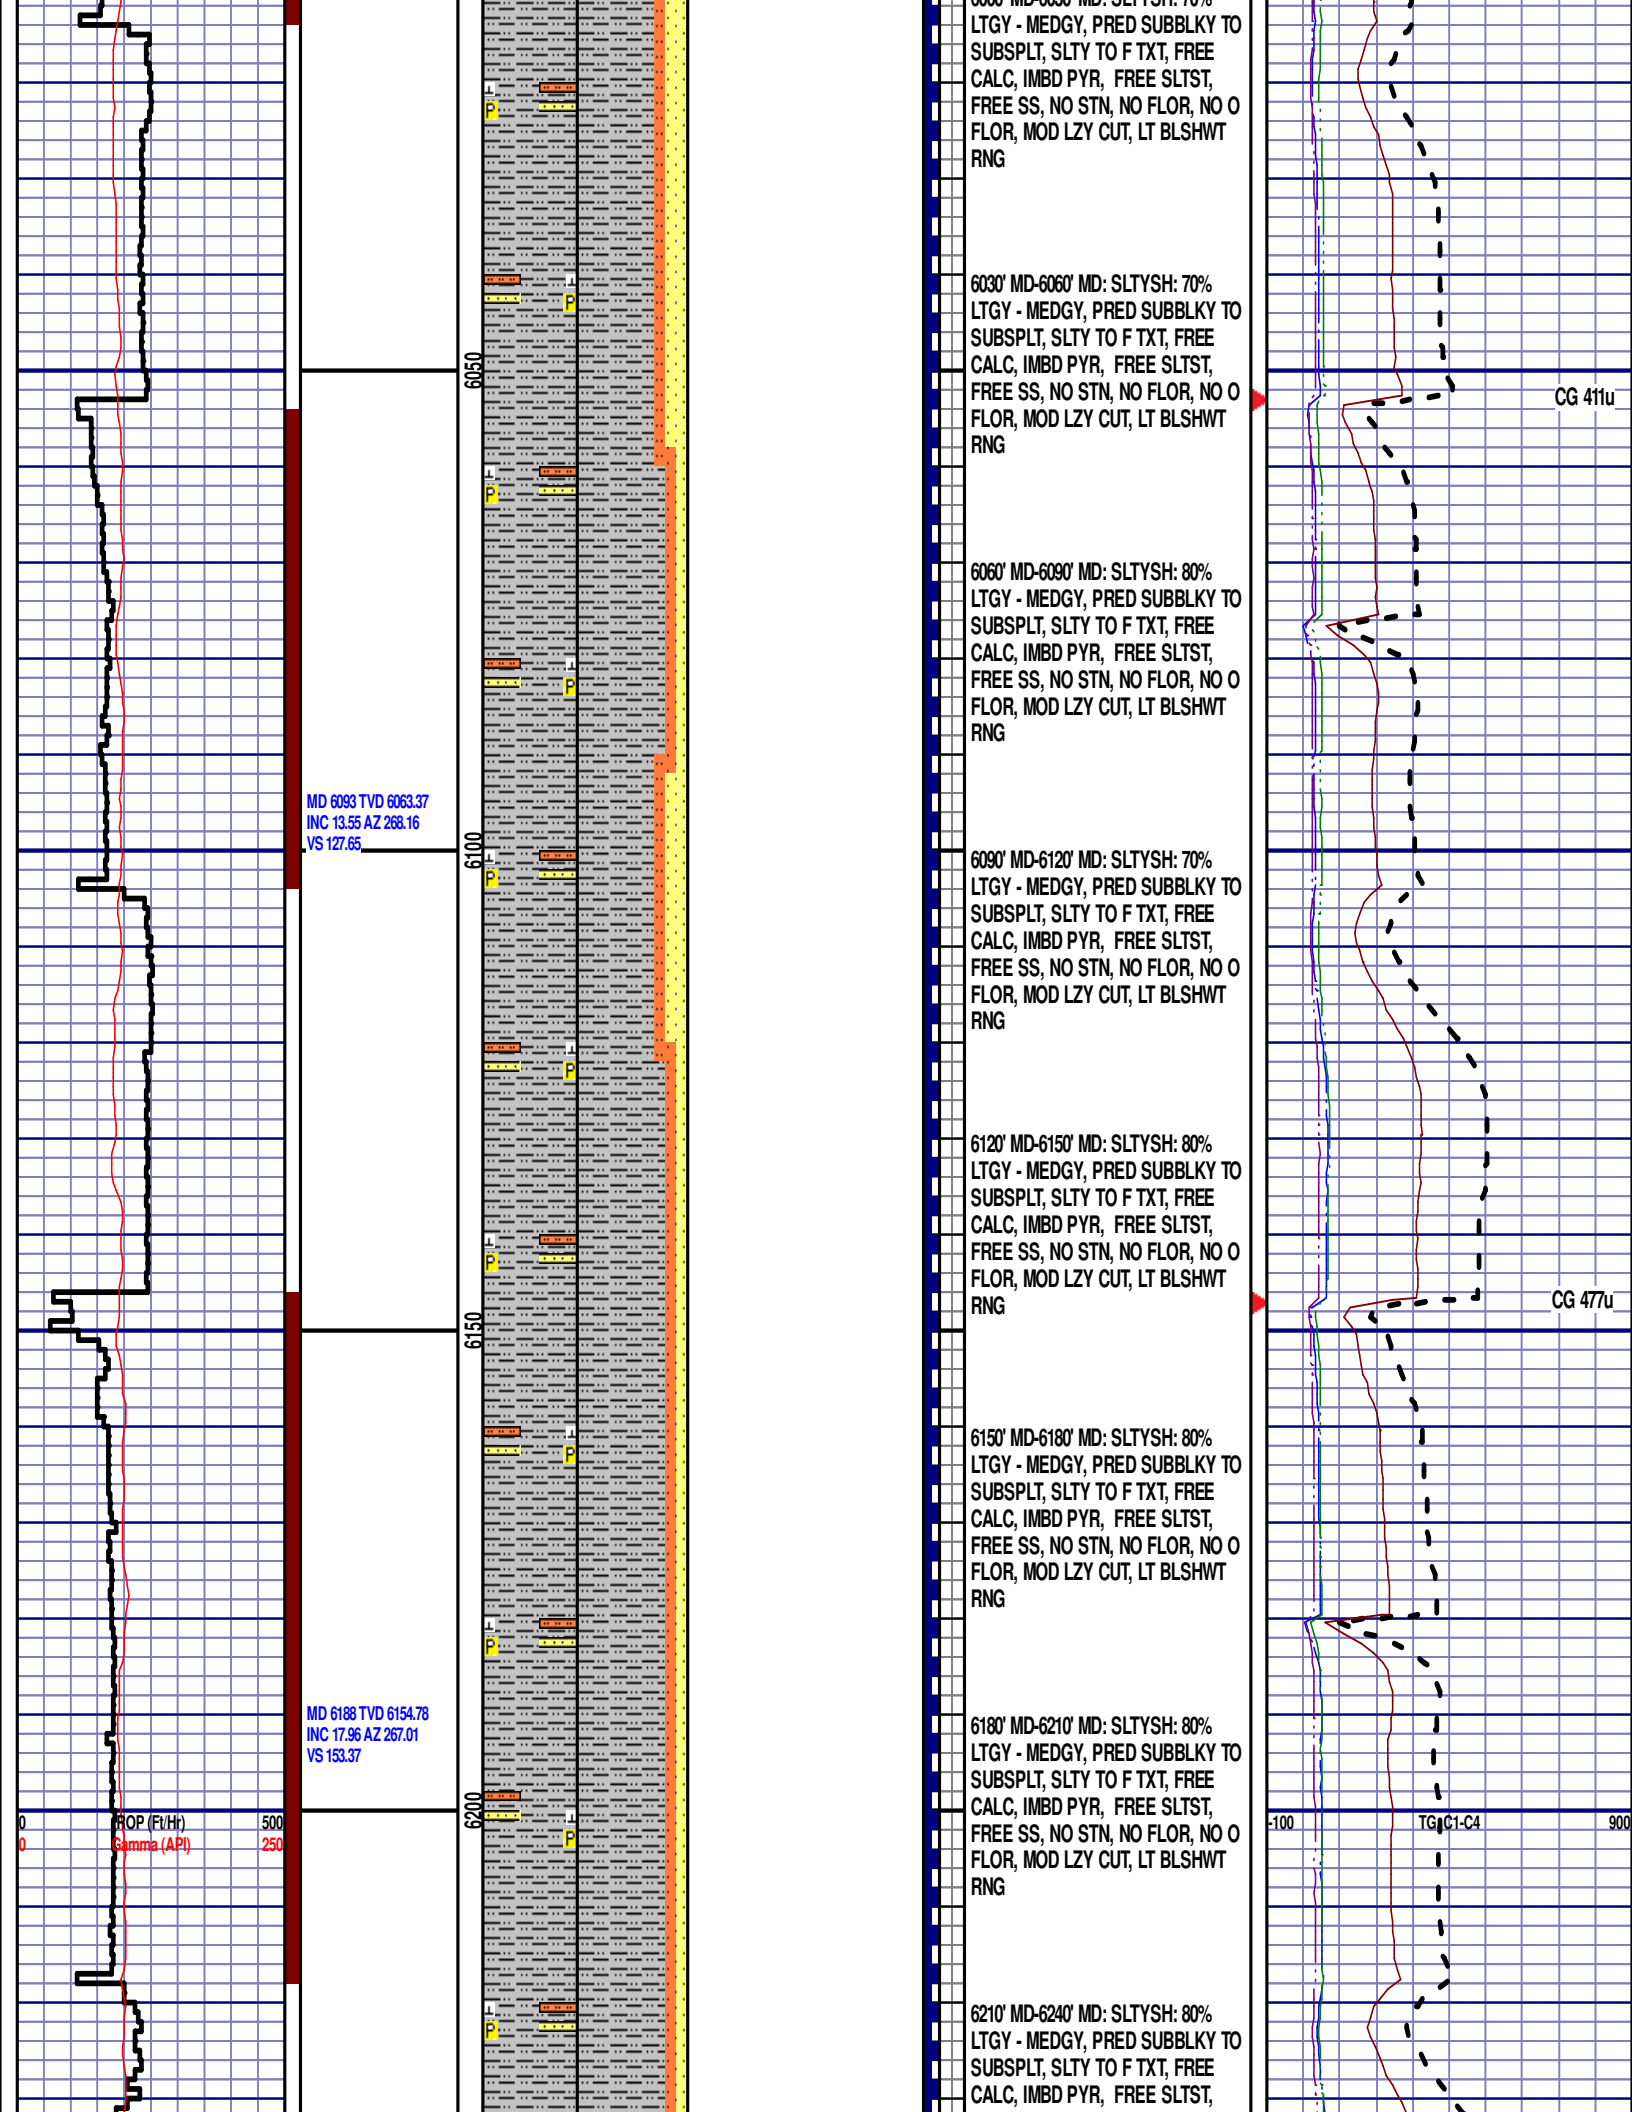 LTGY - MEDGY, PRED SUBBLKY TO
SUBSPLT, SLTY TO F TXT, FREE
CALC, IMBD PYR, FREE SLTST,
FREE SS, NO STN, NO FLOR, NO O
FLOR, MOD LZY CUT, LT BLSHWT
RNG
P
6030' MD-6060' MD: SLTYSH: 70%
LTGY - MEDGY, PRED SUBBLKY TO
SUBSPLT, SLTY TO F TXT, FREE
CALC, IMBD PYR, FREE SLTST,
FREE SS, NO STN, NO FLOR, NO O
FLOR, MOD LZY CUT, LT BLSHWT
RNG
P
6050
CG 411u
P
6060' MD-6090' MD: SLTYSH: 80%
LTGY - MEDGY, PRED SUBBLKY TO
SUBSPLT, SLTY TO F TXT, FREE
CALC, IMBD PYR, FREE SLTST,
FREE SS, NO STN, NO FLOR, NO O
FLOR, MOD LZY CUT, LT BLSHWT
RNG
P
MD 6093 TVD 6063.37
INC 13.55 AZ 268.16
VS 127.65
6100
P
6090' MD-6120' MD: SLTYSH: 70%
LTGY - MEDGY, PRED SUBBLKY TO
SUBSPLT, SLTY TO F TXT, FREE
CALC, IMBD PYR, FREE SLTST,
FREE SS, NO STN, NO FLOR, NO O
FLOR, MOD LZY CUT, LT BLSHWT
RNG
P
6120' MD-6150' MD: SLTYSH: 80%
LTGY - MEDGY, PRED SUBBLKY TO
SUBSPLT, SLTY TO F TXT, FREE
CALC, IMBD PYR, FREE SLTST,
FREE SS, NO STN, NO FLOR, NO O
FLOR, MOD LZY CUT, LT BLSHWT
RNG
P
6150
CG 477u
6150' MD-6180' MD: SLTYSH: 80%
LTGY - MEDGY, PRED SUBBLKY TO
SUBSPLT, SLTY TO F TXT, FREE
CALC, IMBD PYR, FREE SLTST,
FREE SS, NO STN, NO FLOR, NO O
FLOR, MOD LZY CUT, LT BLSHWT
RNG
P
P
MD 6188 TVD 6154.78
INC 17.96 AZ 267.01
VS 153.37
6180' MD-6210' MD: SLTYSH: 80%
LTGY - MEDGY, PRED SUBBLKY TO
SUBSPLT, SLTY TO F TXT, FREE
CALC, IMBD PYR, FREE SLTST,
FREE SS, NO STN, NO FLOR, NO O
FLOR, MOD LZY CUT, LT BLSHWT
RNG
6200
0 ROP (Ft/Hr) 500
0 Gamma (API) 250
P
-100 TG, C1-C4 900
6210' MD-6240' MD: SLTYSH: 80%
LTGY - MEDGY, PRED SUBBLKY TO
SUBSPLT, SLTY TO F TXT, FREE
CALC, IMBD PYR, FREE SLTST,
P